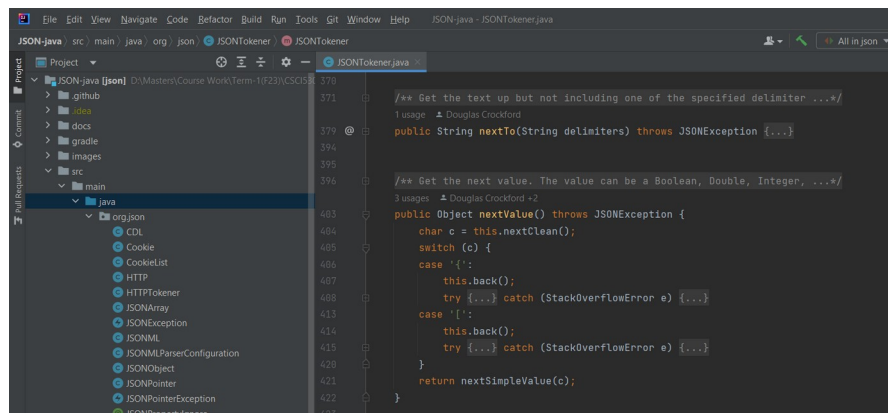 File Edit View Navigate Code Refactor Build Run Tools Git Window Help JSON-java - JSONTokener.java
JSON-java src main java org json JSONTokener JSONTokener All in json
Project
Commit
Pull Requests
Project
JSON-java [json] D:\Masters\Course Work\Term-1(F23)\CSCI53
.github
.idea
docs
gradle
images
src
main
java
org.json
CDL
Cookie
CookieList
HTTP
HTTPTokener
JSONArray
JSONException
JSONML
JSONMLParserConfiguration
JSONObject
JSONPointer
JSONPointerException
JSONTokener.java
370
371 /** Get the text up but not including one of the specified delimiter ...*/
1 usage Douglas Crockford
379 @ public String nextTo(String delimiters) throws JSONException {...}
394
395
396 /** Get the next value. The value can be a Boolean, Double, Integer, ...*/
3 usages Douglas Crockford +2
403 public Object nextValue() throws JSONException {
404 char c = this.nextClean();
405 switch (c) {
406 case '{':
407 this.back();
408 try {...} catch (StackOverflowError e) {...}
413 case '[':
414 this.back();
415 try {...} catch (StackOverflowError e) {...}
420 }
421 return nextSimpleValue(c);
422 }